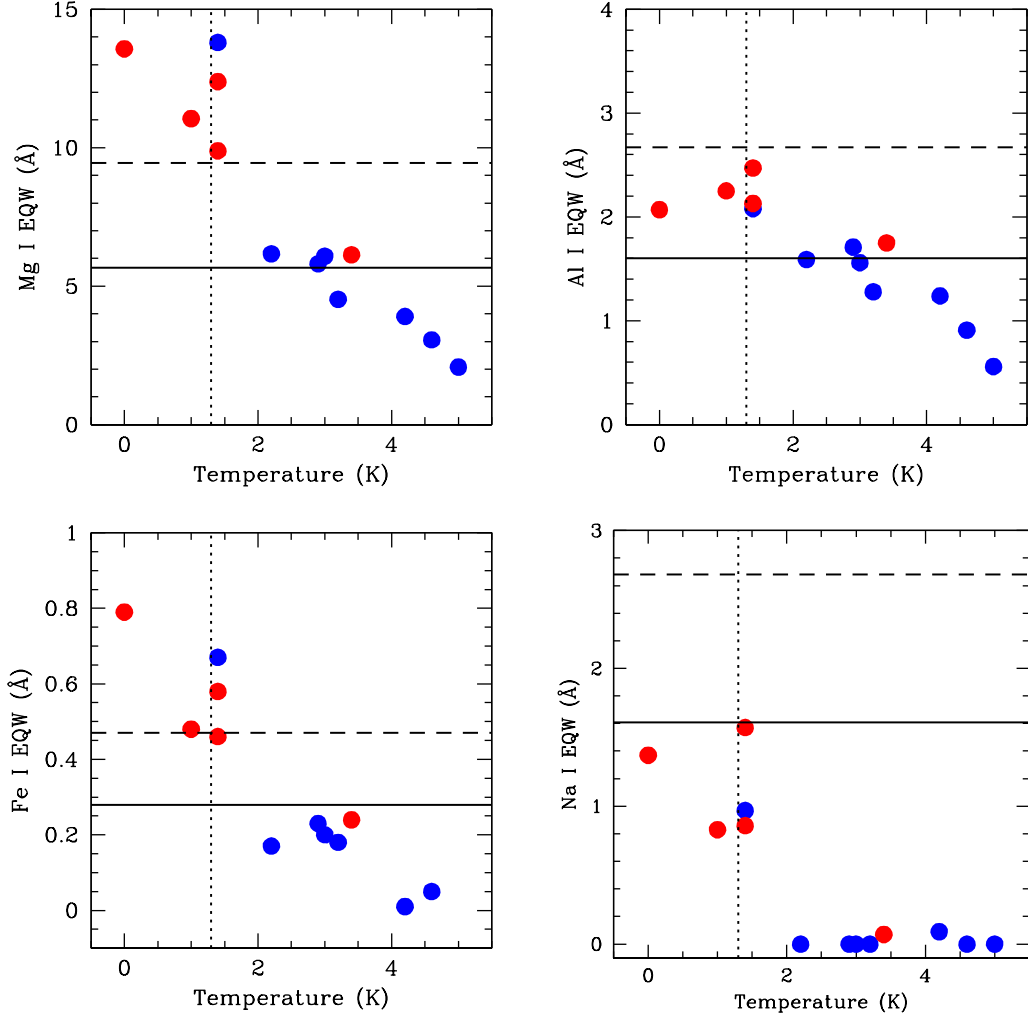 15
10
5
0
Mg I EQW (Å)
0 2 4
Temperature (K)
4
3
2
1
0
Al I EQW (Å)
0 2 4
Temperature (K)
1
0.8
0.6
0.4
0.2
0
Fe I EQW (Å)
0 2 4
Temperature (K)
3
2
1
0
Na I EQW (Å)
0 2 4
Temperature (K)